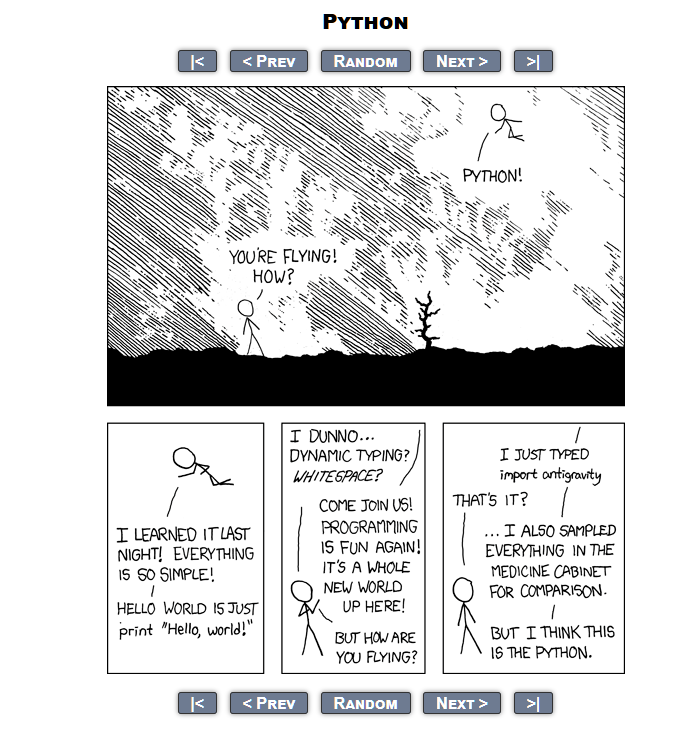 Python
|< < Prev Random Next > >|
PYTHON!
YOU'RE FLYING!
HOW?
I LEARNED IT LAST
NIGHT! EVERYTHING
IS SO SIMPLE!
HELLO WORLD IS JUST
print "Hello, world!"
I DUNNO...
DYNAMIC TYPING?
WHITESPACE?
COME JOIN US!
PROGRAMMING
IS FUN AGAIN!
IT'S A WHOLE
NEW WORLD
UP HERE!
BUT HOW ARE
YOU FLYING?
I JUST TYPED
import antigravity
THAT'S IT?
...I ALSO SAMPLED
EVERYTHING IN THE
MEDICINE CABINET
FOR COMPARISON.
BUT I THINK THIS
IS THE PYTHON.
|< < Prev Random Next > >|